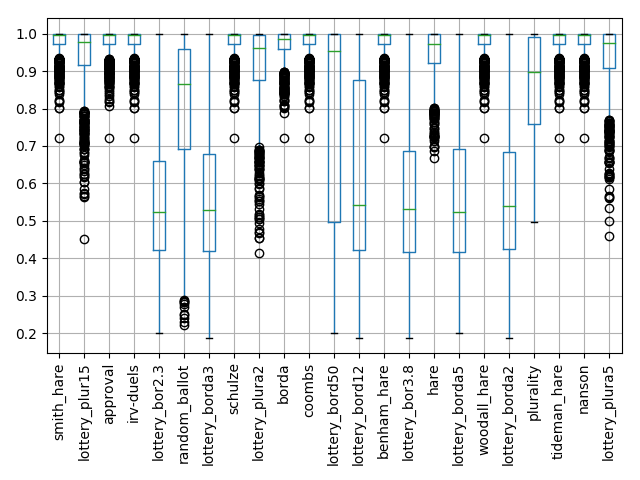 1.0
0.9
0.8
0.7
0.6
0.5
0.4
0.3
0.2
smith_hare
lottery_plur15
approval
irv-duels
lottery_bor2.3
random_ballot
lottery_borda3
schulze
lottery_plura2
borda
coombs
lottery_bord50
lottery_bord12
benham_hare
lottery_bor3.8
hare
lottery_borda5
woodall_hare
lottery_borda2
plurality
tideman_hare
nanson
lottery_plura5